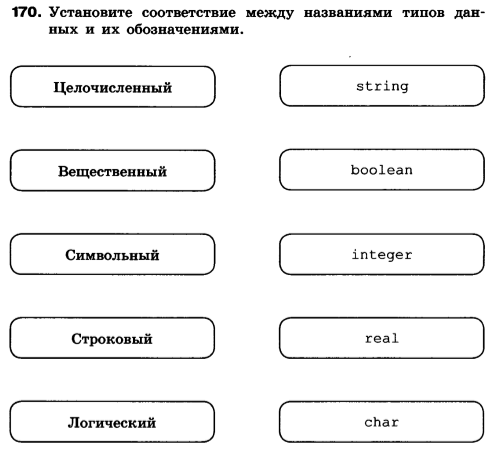 170. Установите соответствие между названиями типов дан-
ных и их обозначениями.
Целочисленный string
Вещественный boolean
Символьный integer
Строковый real
Логический char